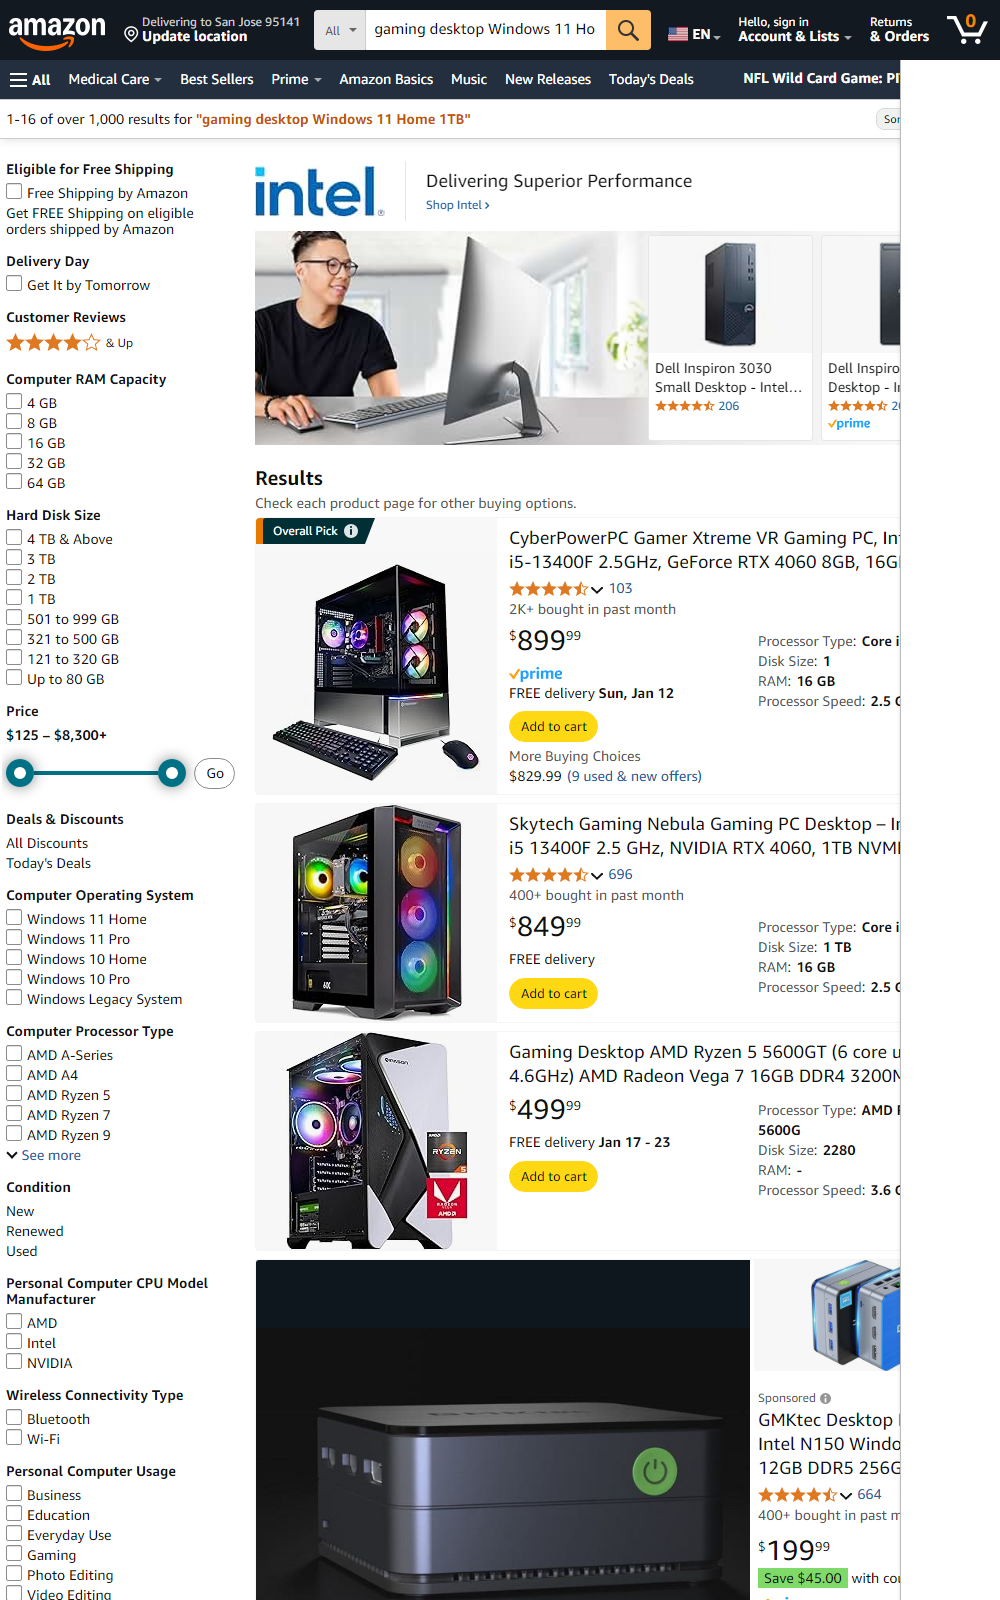 amazon
Delivering to San Jose 95141
Update location
All
gaming desktop Windows 11 Ho
EN
Hello, sign in
Account & Lists
Returns
& Orders
0
All
Medical Care
Best Sellers
Prime
Amazon Basics
Music
New Releases
Today's Deals
NFL Wild Card Game:
1-16 of over 1,000 results for "gaming desktop Windows 11 Home 1TB"
Eligible for Free Shipping
Free Shipping by Amazon
Get FREE Shipping on eligible
orders shipped by Amazon
Delivery Day
Get It by Tomorrow
Customer Reviews
& Up
Computer RAM Capacity
4 GB
8 GB
16 GB
32 GB
64 GB
Hard Disk Size
4 TB & Above
3 TB
2 TB
1 TB
501 to 999 GB
321 to 500 GB
121 to 320 GB
Up to 80 GB
Price
$125 – $8,300+
Go
Deals & Discounts
All Discounts
Today's Deals
Computer Operating System
Windows 11 Home
Windows 11 Pro
Windows 10 Home
Windows 10 Pro
Windows Legacy System
Computer Processor Type
AMD A-Series
AMD A4
AMD Ryzen 5
AMD Ryzen 7
AMD Ryzen 9
See more
Condition
New
Renewed
Used
Personal Computer CPU Model
Manufacturer
AMD
Intel
NVIDIA
Wireless Connectivity Type
Bluetooth
Wi-Fi
Personal Computer Usage
Business
Education
Everyday Use
Gaming
Photo Editing
Video Editing
intel
Delivering Superior Performance
Shop Intel
Dell Inspiron 3030
Small Desktop - Intel...
206
Dell Inspiro
Desktop - I
20
prime
Results
Check each product page for other buying options.
Overall Pick
CyberPowerPC Gamer Xtreme VR Gaming PC, In
i5-13400F 2.5GHz, GeForce RTX 4060 8GB, 16G
103
2K+ bought in past month
$899.99
prime
FREE delivery Sun, Jan 12
Add to cart
More Buying Choices
$829.99 (9 used & new offers)
Processor Type: Core i
Disk Size: 1
RAM: 16 GB
Processor Speed: 2.5 G
Skytech Gaming Nebula Gaming PC Desktop – In
i5 13400F 2.5 GHz, NVIDIA RTX 4060, 1TB NVM
696
400+ bought in past month
$849.99
FREE delivery
Add to cart
Processor Type: Core i
Disk Size: 1 TB
RAM: 16 GB
Processor Speed: 2.5 G
RYZEN
5
RADEON
VEGA
AMD
Gaming Desktop AMD Ryzen 5 5600GT (6 core u
4.6GHz) AMD Radeon Vega 7 16GB DDR4 3200M
$499.99
FREE delivery Jan 17 - 23
Add to cart
Processor Type: AMD R
5600G
Disk Size: 2280
RAM: -
Processor Speed: 3.6 G
Sponsored
GMKtec Desktop
Intel N150 Windo
12GB DDR5 256G
664
400+ bought in past m
$199.99
Save $45.00 with cou